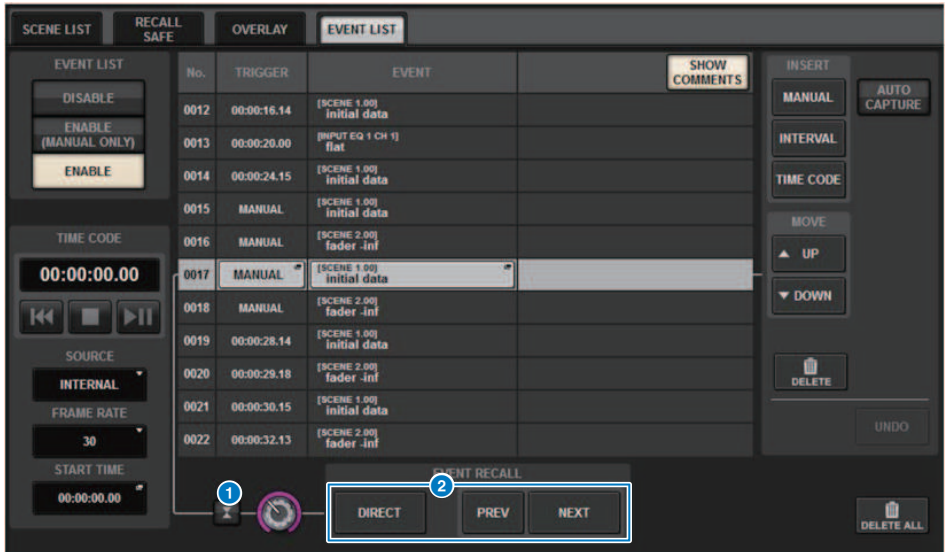 SCENE LIST
RECALL
SAFE
OVERLAY
EVENT LIST
EVENT LIST
DISABLE
ENABLE
(MANUAL ONLY)
ENABLE
TIME CODE
00:00:00.00
SOURCE
INTERNAL
FRAME RATE
30
START TIME
00:00:00.00
No. TRIGGER EVENT SHOW COMMENTS
0012 00:00:16.14 [SCENE 1.00] initial data
0013 00:00:20.00 [INPUT EQ 1 CH 1] flat
0014 00:00:24.15 [SCENE 1.00] initial data
0015 MANUAL [SCENE 1.00] initial data
0016 MANUAL [SCENE 2.00] fader -inf
0017 MANUAL [SCENE 1.00] initial data
0018 MANUAL [SCENE 2.00] fader -inf
0019 00:00:28.14 [SCENE 1.00] initial data
0020 00:00:29.18 [SCENE 2.00] fader -inf
0021 00:00:30.15 [SCENE 1.00] initial data
0022 00:00:32.13 [SCENE 2.00] fader -inf
INSERT
MANUAL
AUTO
CAPTURE
INTERVAL
TIME CODE
MOVE
UP
DOWN
DELETE
UNDO
EVENT RECALL
1
2
DIRECT
PREV
NEXT
DELETE ALL